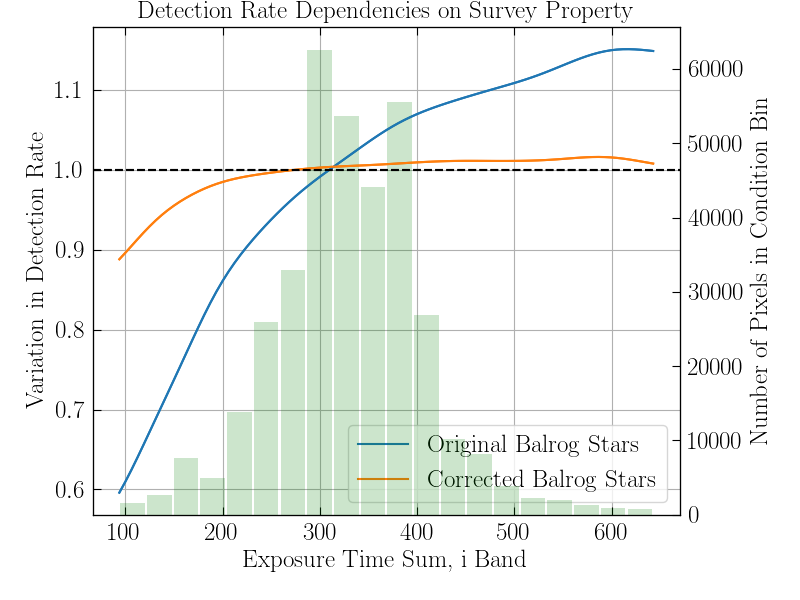 Detection Rate Dependencies on Survey Property
Variation in Detection Rate
1.1
1.0
0.9
0.8
0.7
0.6
60000
50000
40000
30000
20000
10000
0
Number of Pixels in Condition Bin
Original Balrog Stars
Corrected Balrog Stars
100 200 300 400 500 600
Exposure Time Sum, i Band